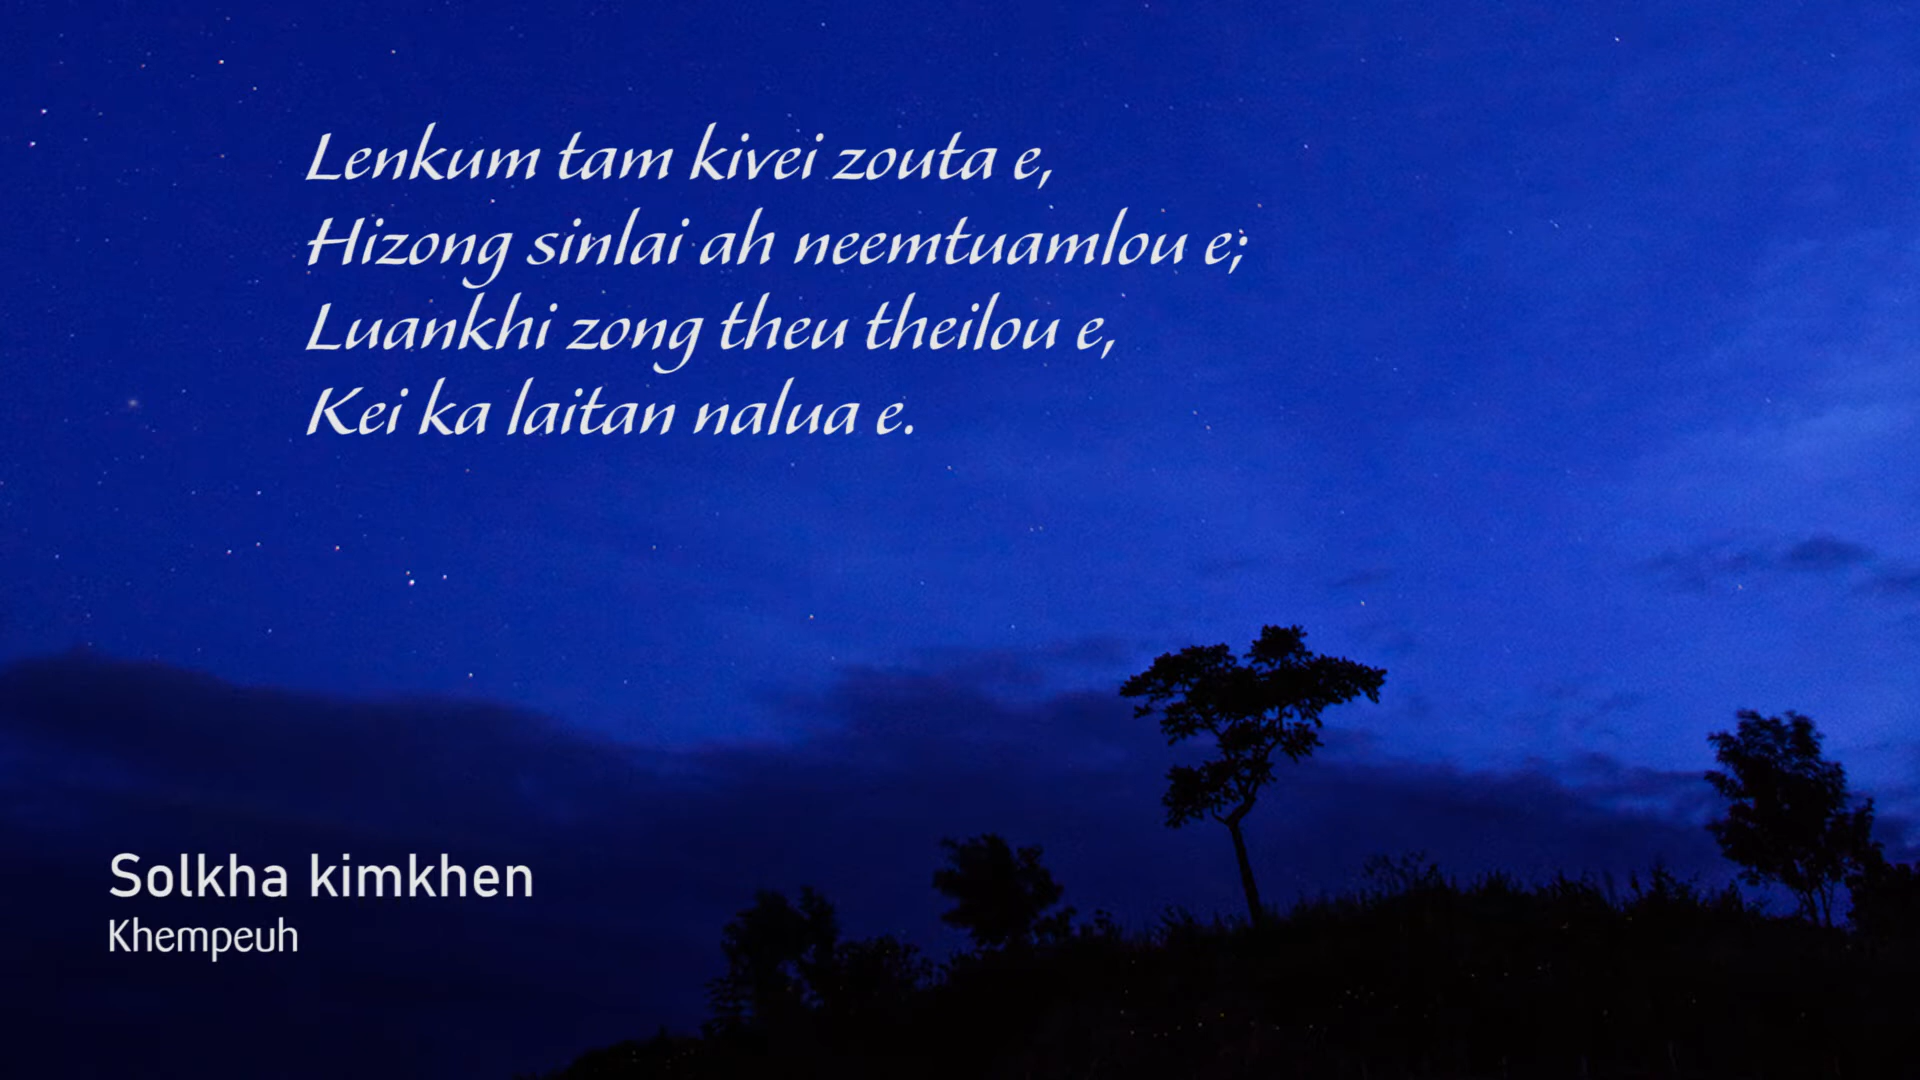 Lenkum tam kivei zouta e,
Hizong sinlai ah neemtuamlou e;
Luankhi zong theu theilou e,
Kei ka laitan nalua e.
Solkha kimkhen
Khempeuh